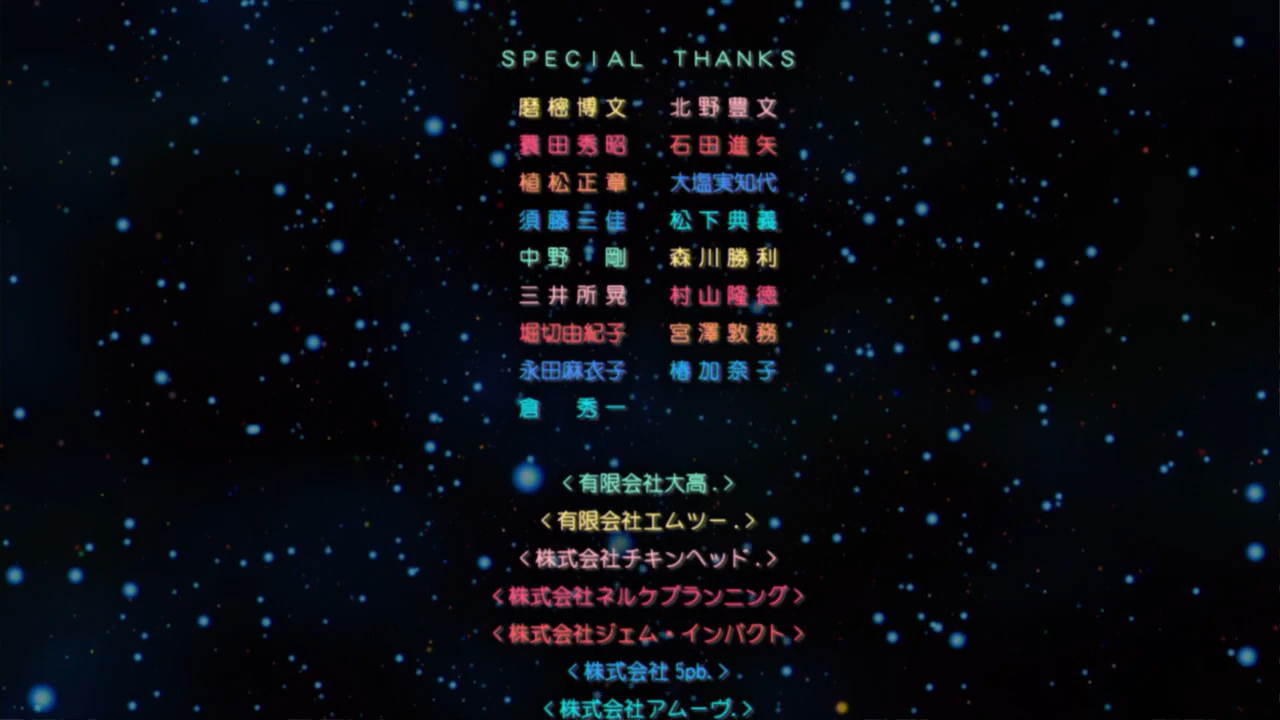 SPECIAL THANKS
磨樒博文 北野豊文
蓑田秀昭 石田進矢
植松正章 大塩実知代
須藤三佳 松下典義
中野 剛 森川勝利
三井所晃 村山隆徳
堀切由紀子 宮澤敦務
永田麻衣子 椿加奈子
倉 秀一
<有限会社大高.>
<有限会社エムツー.>
<株式会社チキンヘッド.>
<株式会社ネルケプランニング>
<株式会社ジェム・インパクト.>
<株式会社 5pb.>
<株式会社アムーヴ.>